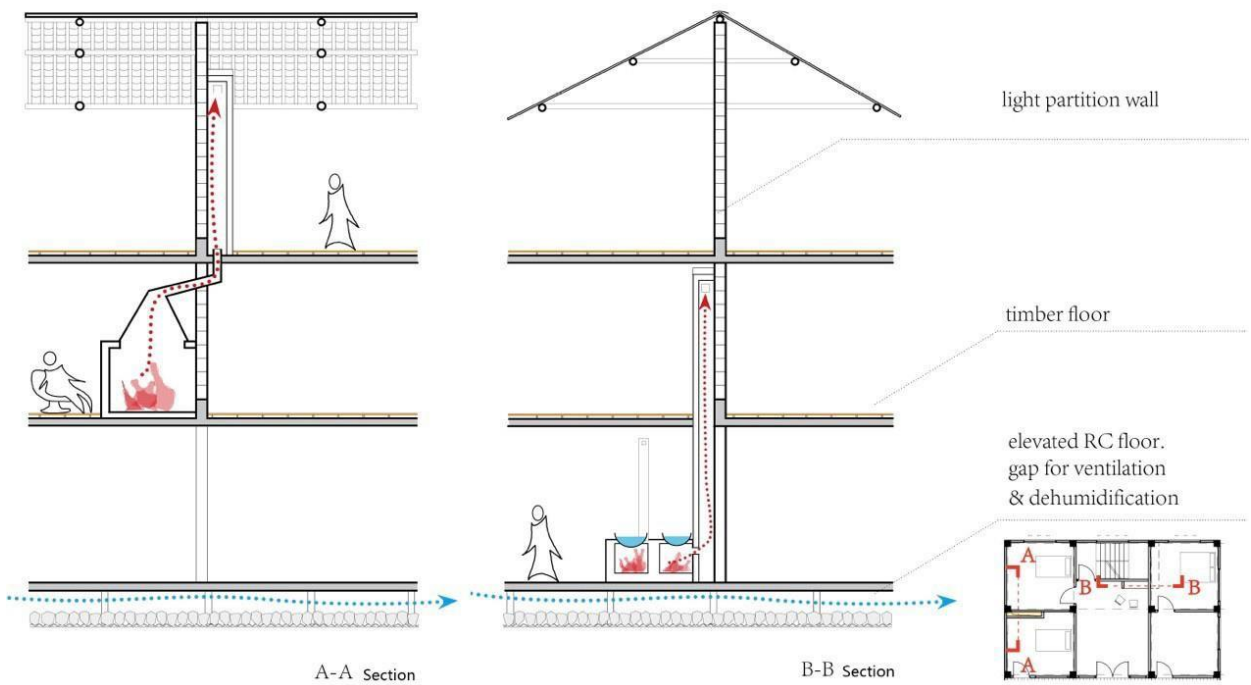 light partition wall
timber floor
elevated RC floor.
gap for ventilation
& dehumidification
A
B
B
A
A-A Section
B-B Section